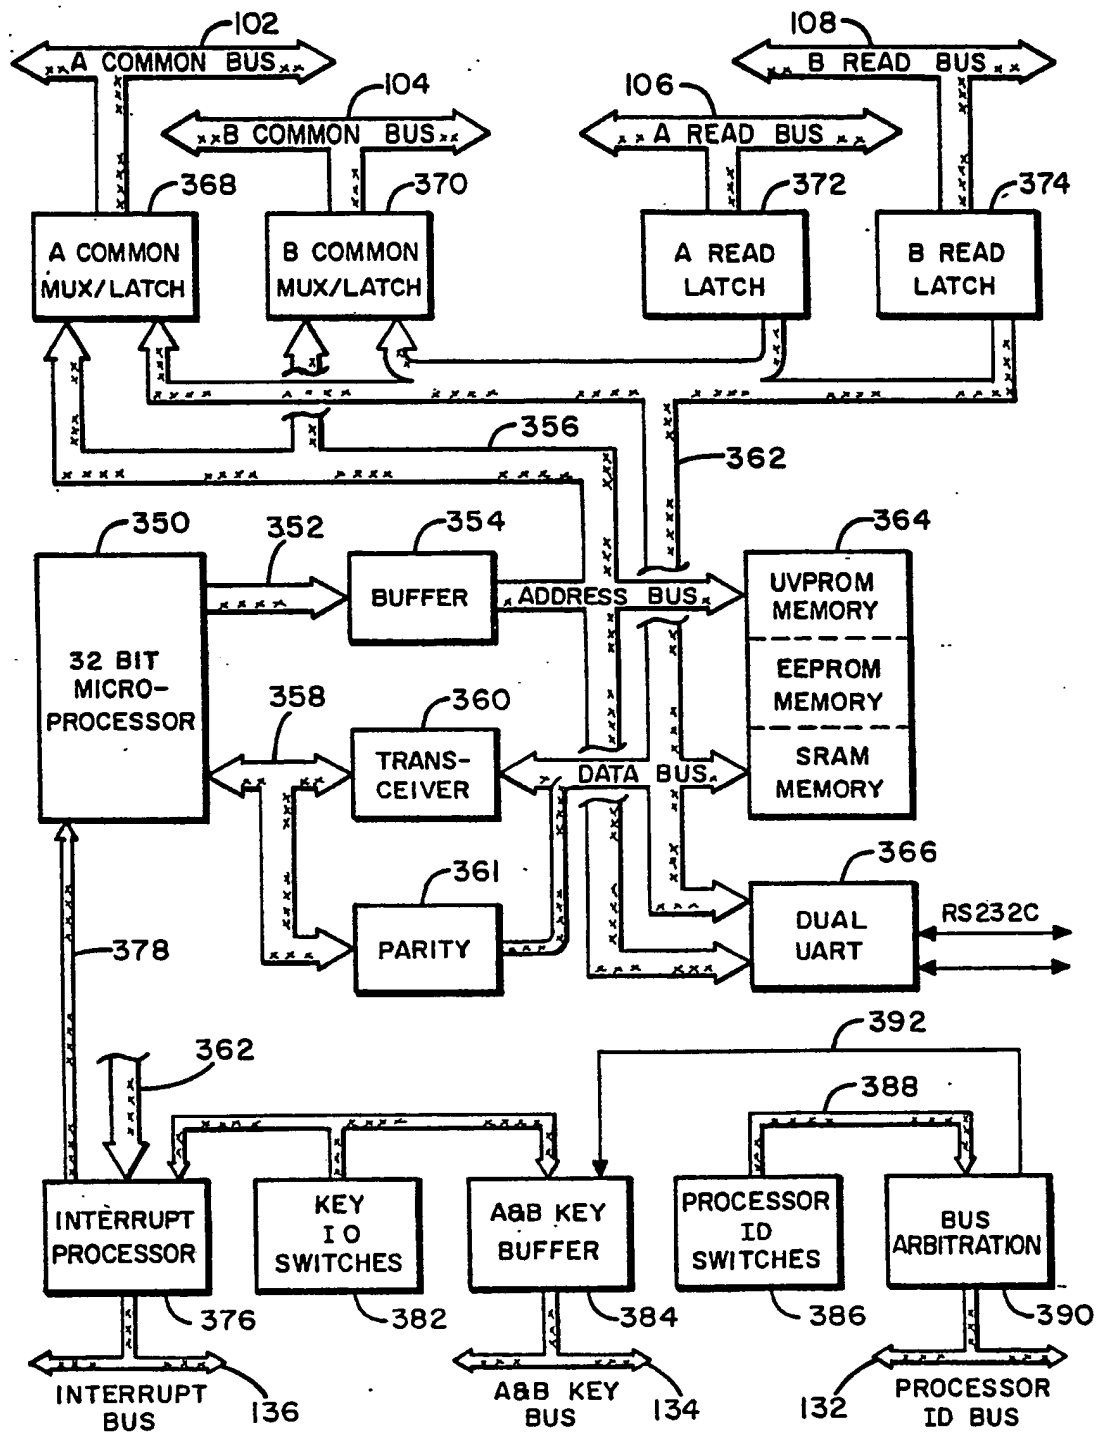 102
108
A COMMON BUS
B READ BUS
104
106
B COMMON BUS
A READ BUS
368
370
372
374
A COMMON
MUX/LATCH
B COMMON
MUX/LATCH
A READ
LATCH
B READ
LATCH
356
362
350
352
354
364
32 BIT
MICRO-
PROCESSOR
BUFFER
ADDRESS BUS
UVPROM
MEMORY
EEPROM
MEMORY
SRAM
MEMORY
358
360
TRANS-
CEIVER
DATA BUS
361
366
PARITY
DUAL
UART
RS232C
378
362
392
388
INTERRUPT
PROCESSOR
KEY
IO
SWITCHES
A&B KEY
BUFFER
PROCESSOR
ID
SWITCHES
BUS
ARBITRATION
376
382
384
386
390
INTERRUPT
BUS
136
A&B KEY
BUS
134
132
PROCESSOR
ID BUS